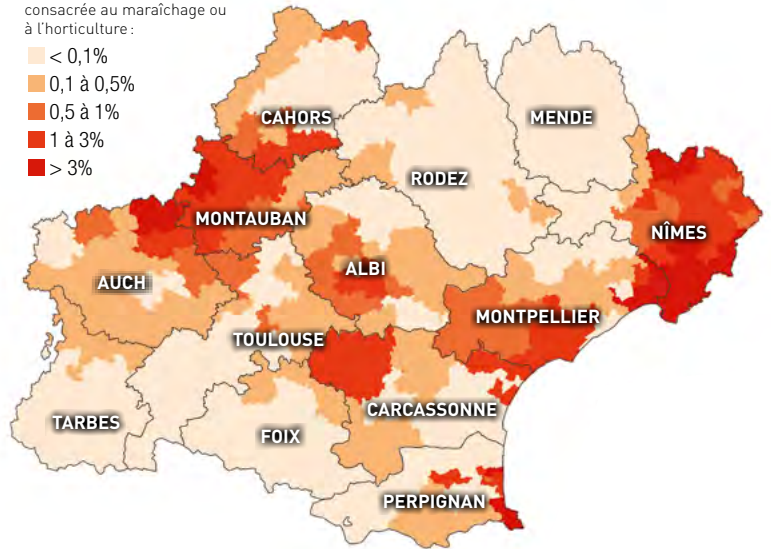 consacrée au maraîchage ou
à l'horticulture :
< 0,1%
0,1 à 0,5%
0,5 à 1%
1 à 3%
> 3%
CAHORS
MENDE
RODEZ
MONTAUBAN
NÎMES
ALBI
AUCH
MONTPELLIER
TOULOUSE
CARCASSONNE
TARBES
FOIX
PERPIGNAN